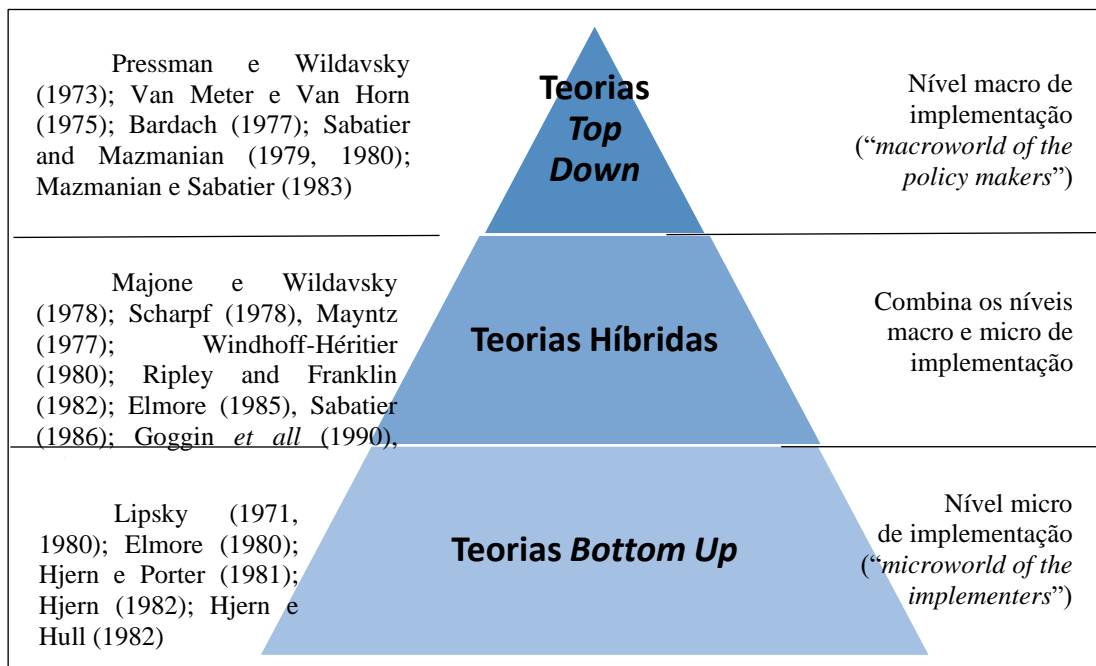 Pressman e Wildavsky
(1973); Van Meter e Van Horn
(1975); Bardach (1977); Sabatier
and Mazmanian (1979, 1980);
Mazmanian e Sabatier (1983)
Teorias
Top
Down
Nível macro de
implementação
(“macroworld of the
policy makers”)
Majone e Wildavsky
(1978); Scharpf (1978), Mayntz
(1977); Windhoff-Héritier
(1980); Ripley and Franklin
(1982); Elmore (1985), Sabatier
(1986); Goggin et all (1990),
Teorias Híbridas
Combina os níveis
macro e micro de
implementação
Lipsky (1971,
1980); Elmore (1980);
Hjern e Porter (1981);
Hjern (1982); Hjern e
Hull (1982)
Teorias Bottom Up
Nível micro
de implementação
(“microworld of the
implementers”)